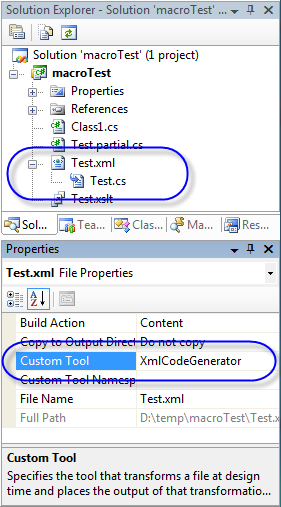 Solution Explorer - Solution 'macroTest' ...
Solution 'macroTest' (1 project)
macroTest
Properties
References
Class1.cs
Test.partial.cs
Test.xml
Test.cs
Test.xslt
Solu... Tea... Clas... Ma... Res...
Properties
Test.xml File Properties
Build Action Content
Copy to Output Direct Do not copy
Custom Tool XmlCodeGenerator
Custom Tool Namesp
File Name Test.xml
Full Path D:\temp\macroTest\Test.x
Custom Tool
Specifies the tool that transforms a file at design
time and places the output of that transformatio...